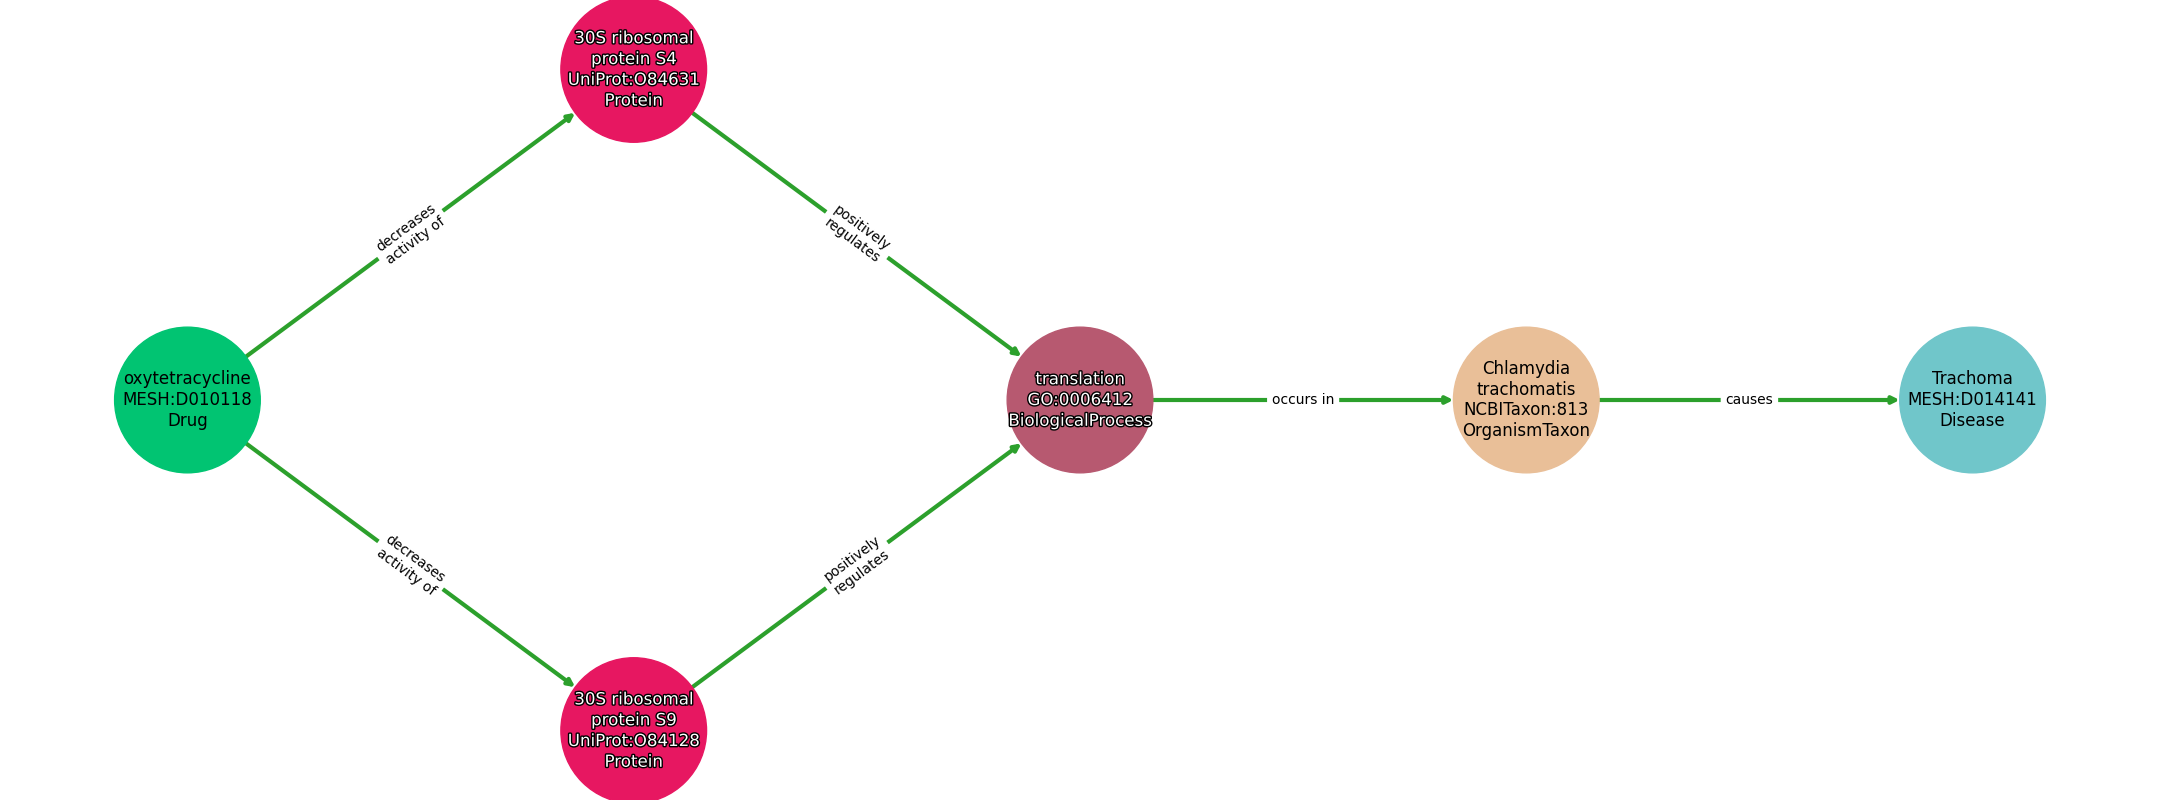 30S ribosomal
protein S4
UniProt:O84631
Protein
decreases
activity of
positively
regulates
oxytetracycline
MESH:D010118
Drug
translation
GO:0006412
BiologicalProcess
occurs in
Chlamydia
trachomatis
NCBITaxon:813
OrganismTaxon
causes
Trachoma
MESH:D014141
Disease
decreases
activity of
positively
regulates
30S ribosomal
protein S9
UniProt:O84128
Protein